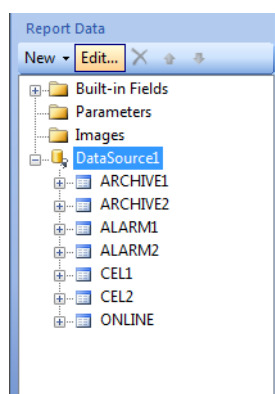 Report Data
New Edit...
Built-in Fields
Parameters
Images
DataSource1
ARCHIVE1
ARCHIVE2
ALARM1
ALARM2
CEL1
CEL2
ONLINE